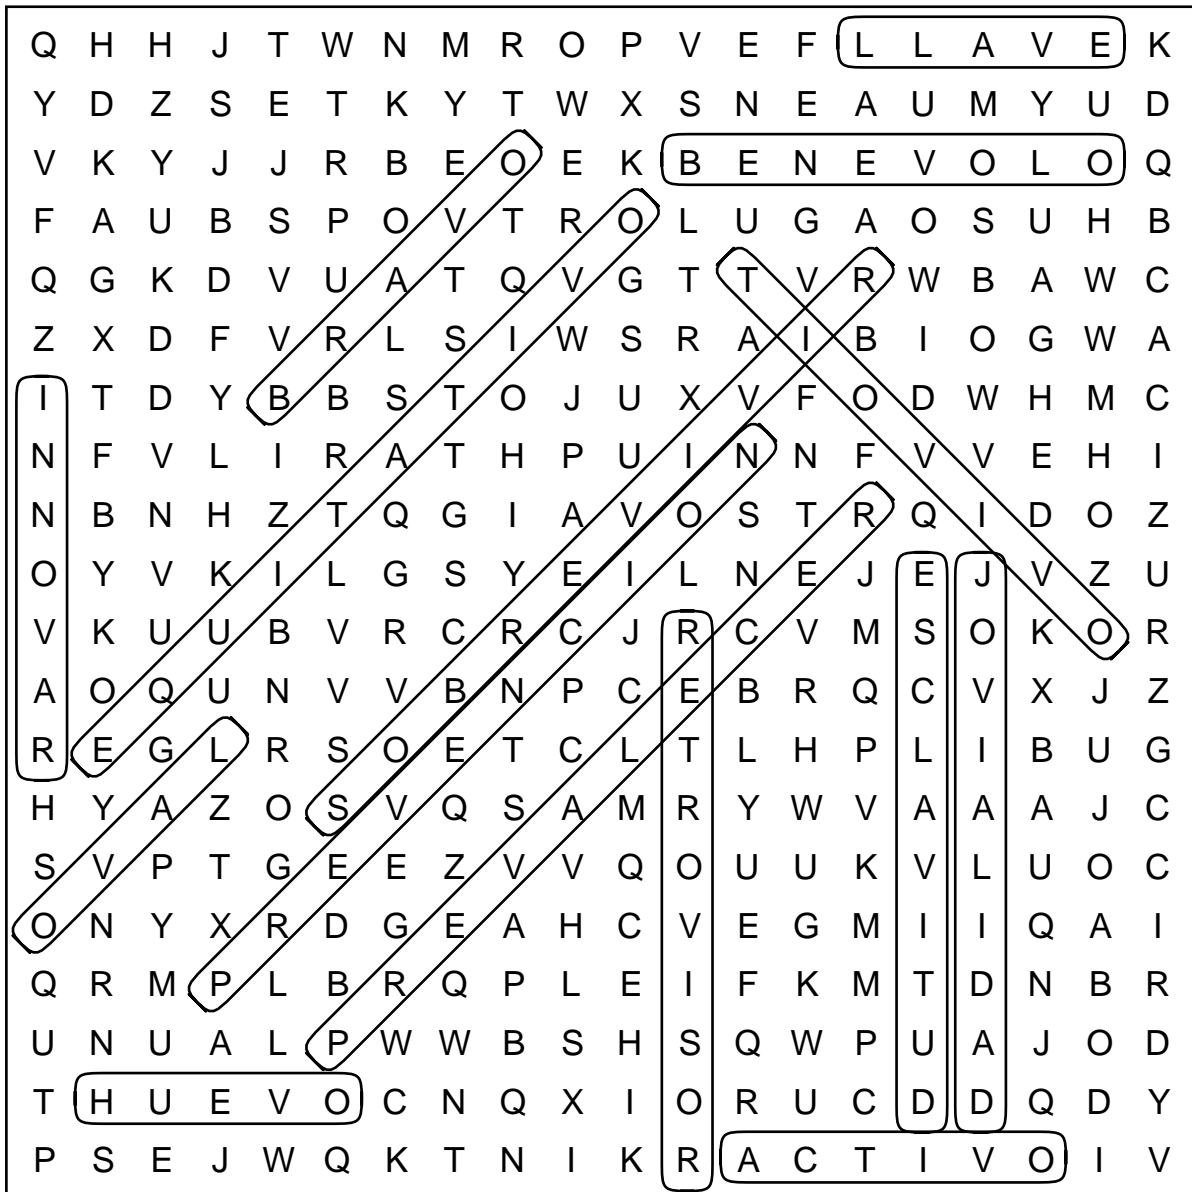 Q H H J T W N M R O P V E F L L A V E K
Y D Z S E T K Y T W X S N E A U M Y U D
V K Y J J R B E O E K B E N E V O L O Q
F A U B S P O V T R O L U G A O S U H B
Q G K D V U A T Q V G T T V R W B A W C
Z X D F V R L S I W S R A I B I O G W A
I T D Y B B S T O J U X V F O D W H M C
N F V L I R A T H P U I N N F V V E H I
N B N H Z T Q G I A V O S T R Q I D O Z
O Y V K I L G S Y E I L N E J E J V Z U
V K U U B V R C R C J R C V M S O K O R
A O Q U N V V B N P C E B R Q C V X J Z
R E G L R S O E T C L T L H P L I B U G
H Y A Z O S V Q S A M R Y W V A A A J C
S V P T G E E Z V V Q O U U K V L U O C
O N Y X R D G E A H C V E G M I I Q A I
Q R M P L B R Q P L E I F K M T D N B R
U N U A L P W W B S H S Q W P U A J O D
T H U E V O C N Q X I O R U C D D Q D Y
P S E J W Q K T N I K R A C T I V O I V